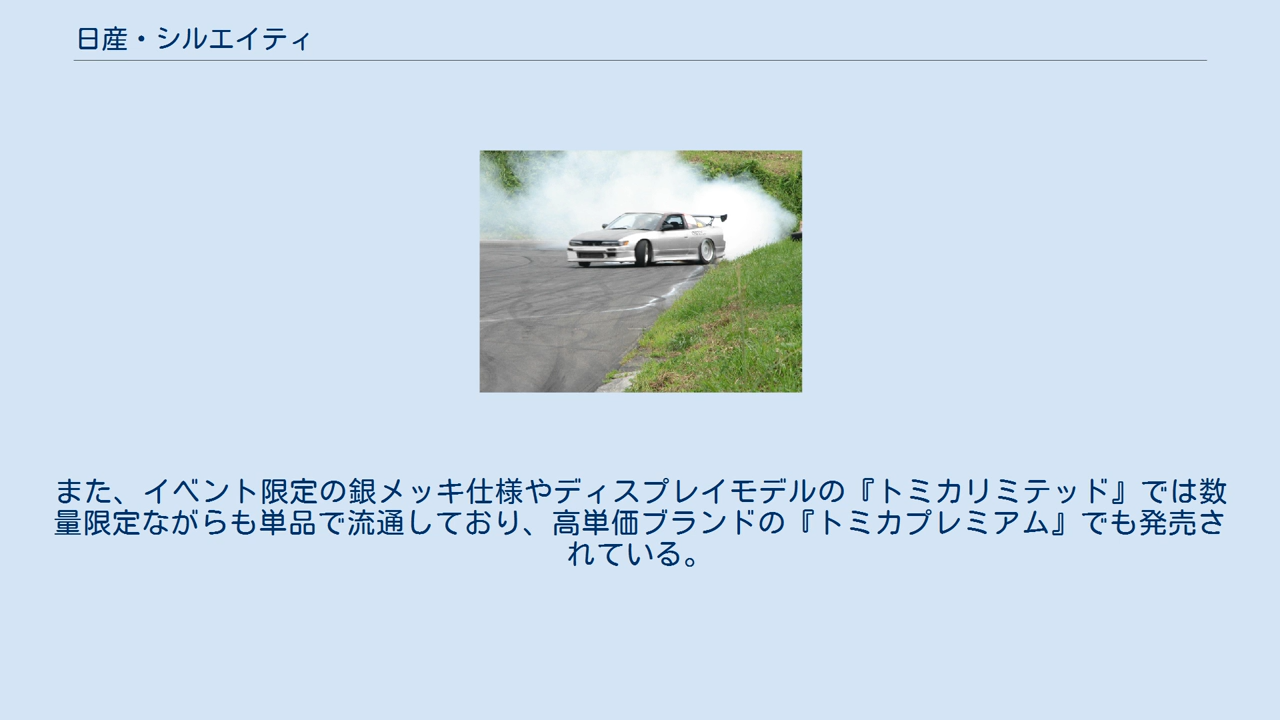 日産・シルエイティ
また、イベント限定の銀メッキ仕様やディスプレイモデルの『トミカリミテッド』では数
量限定ながらも単品で流通しており、高単価ブランドの『トミカプレミアム』でも発売さ
れている。